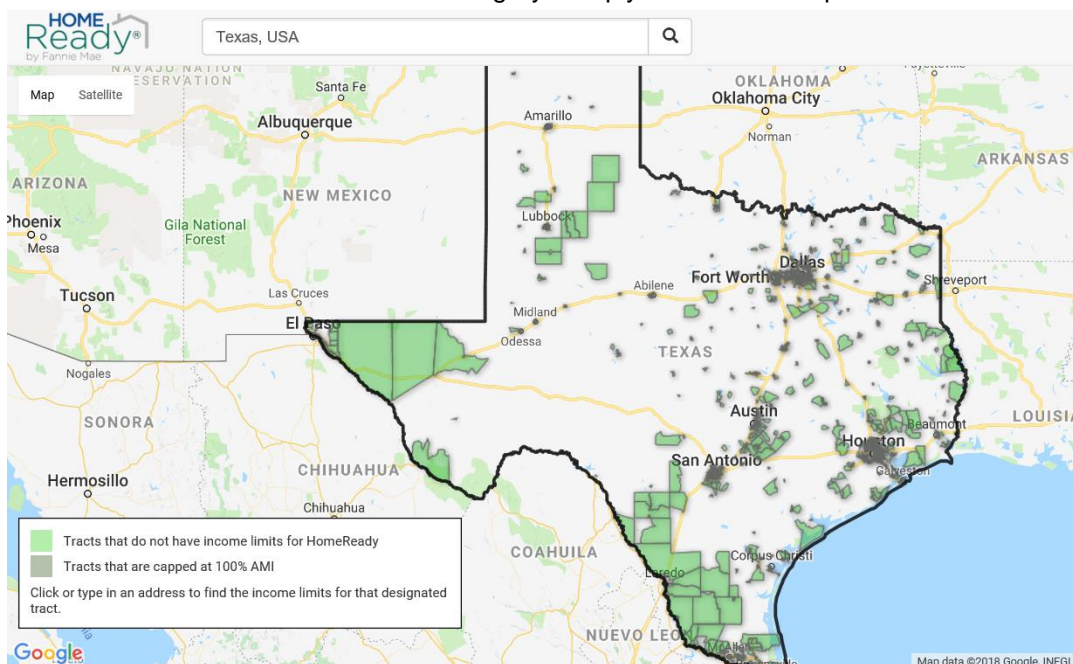 HOME
Ready®
by Fannie Mae
Texas, USA
Map
Satellite
NAVAJO NATION
RESERVATION
Santa Fe
Albuquerque
Amarillo
OKLAHOMA
Oklahoma City
Norman
Fayetteville
ARKANSAS
ARIZONA
NEW MEXICO
Phoenix
Mesa
Gila National
Forest
Lubbock
Dallas
Fort Worth
Shreveport
Tucson
Las Cruces
Abilene
El Paso
Midland
Odessa
TEXAS
Nogales
SONORA
Austin
LOUISIA
Beaumont
Houston
San Antonio
Galveston
CHIHUAHUA
Hermosillo
Chihuahua
Tracts that do not have income limits for HomeReady
Tracts that are capped at 100% AMI
Click or type in an address to find the income limits for that designated
tract.
COAHUILA
Corpus Christi
Laredo
NUEVO LEO
McAllen
Google
Map data ©2018 Google, INEGI